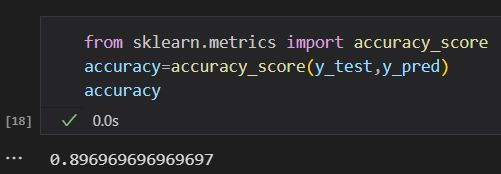 from sklearn.metrics import accuracy_score
accuracy=accuracy_score(y_test,y_pred)
accuracy
[18]
0.0s
...
0.896969696969697